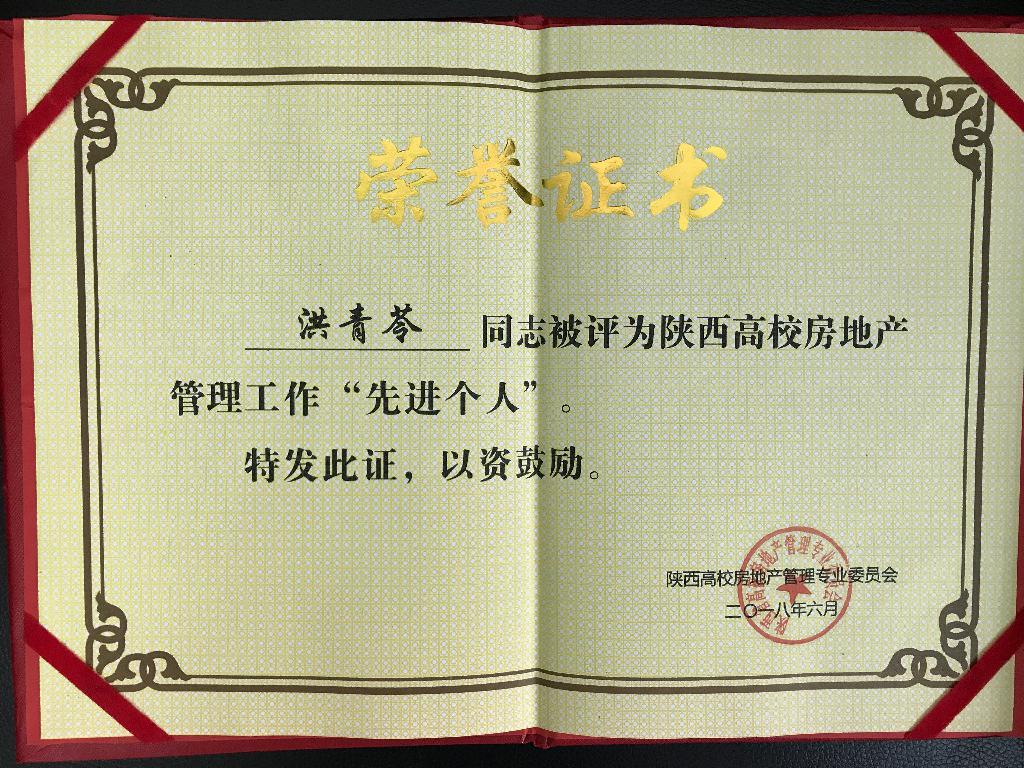 荣誉证书
洪青苓 同志被评为陕西高校房地产
管理工作“先进个人”。
特发此证，以资鼓励。
陕西高校房地产管理专业委员会
二〇一八年六月